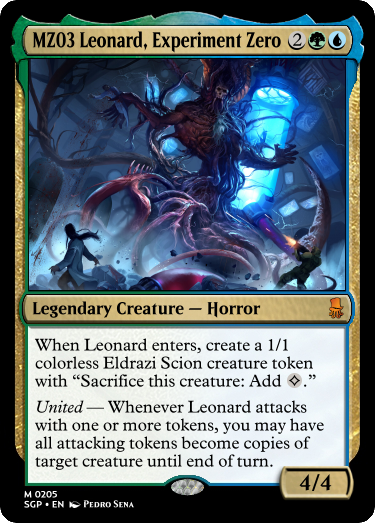 MZ03 Leonard, Experiment Zero 2
Legendary Creature — Horror
When Leonard enters, create a 1/1
colorless Eldrazi Scion creature token
with “Sacrifice this creature: Add .”
United — Whenever Leonard attacks
with one or more tokens, you may have
all attacking tokens become copies of
target creature until end of turn.
4/4
M 0205
SGP • EN Pedro Sena